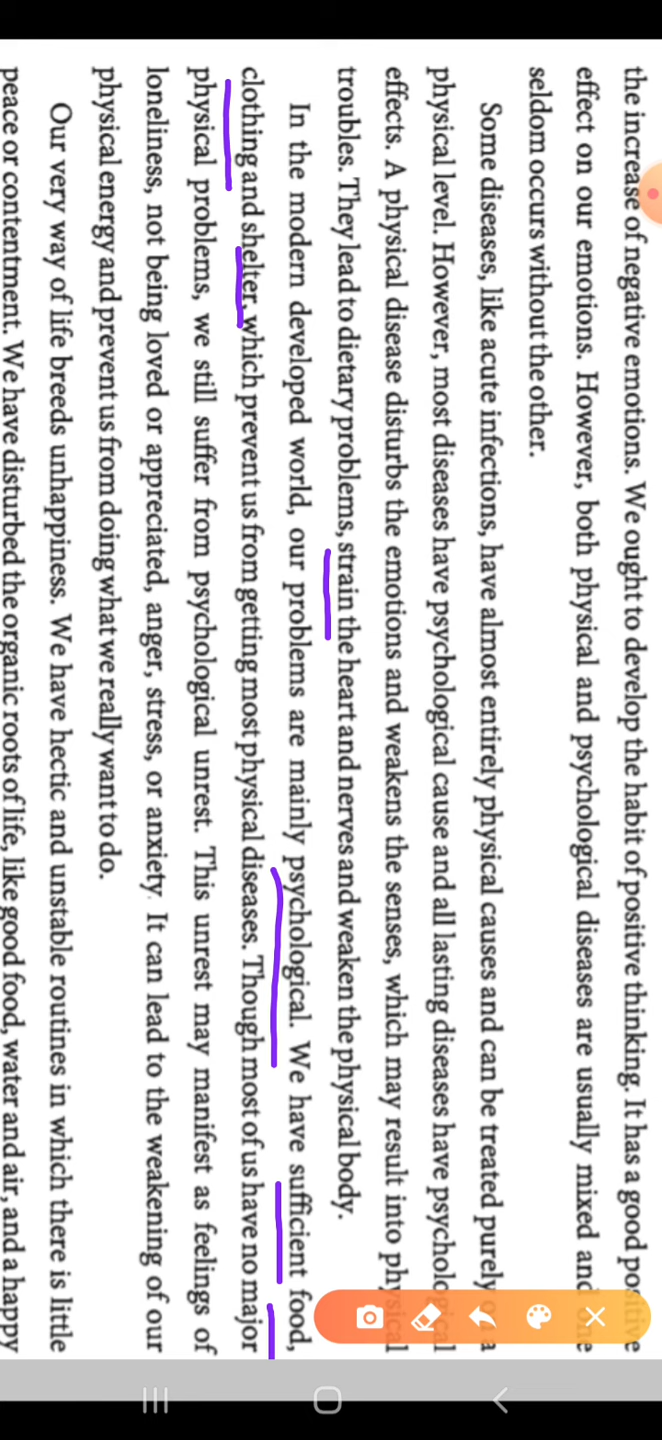 the increase of negative emotions. We ought to develop the habit of positive thinking. It has a good positive
effect on our emotions. However, both physical and psychological diseases are usually mixed and one
seldom occurs without the other.
Some diseases, like acute infections, have almost entirely physical causes and can be treated purely on a
physical level. However, most diseases have psychological cause and all lasting diseases have psychological
effects. A physical disease disturbs the emotions and weakens the senses, which may result into physical
troubles. They lead to dietary problems, strain the heart and nerves and weaken the physical body.
In the modern developed world, our problems are mainly psychological. We have sufficient food,
clothing and shelter, which prevent us from getting most physical diseases. Though most of us have no major
physical problems, we still suffer from psychological unrest. This unrest may manifest as feelings of
loneliness, not being loved or appreciated, anger, stress, or anxiety. It can lead to the weakening of our
physical energy and prevent us from doing what we really want to do.
Our very way of life breeds unhappiness. We have hectic and unstable routines in which there is little
peace or contentment. We have disturbed the organic roots of life, like good food, water and air, and a happy